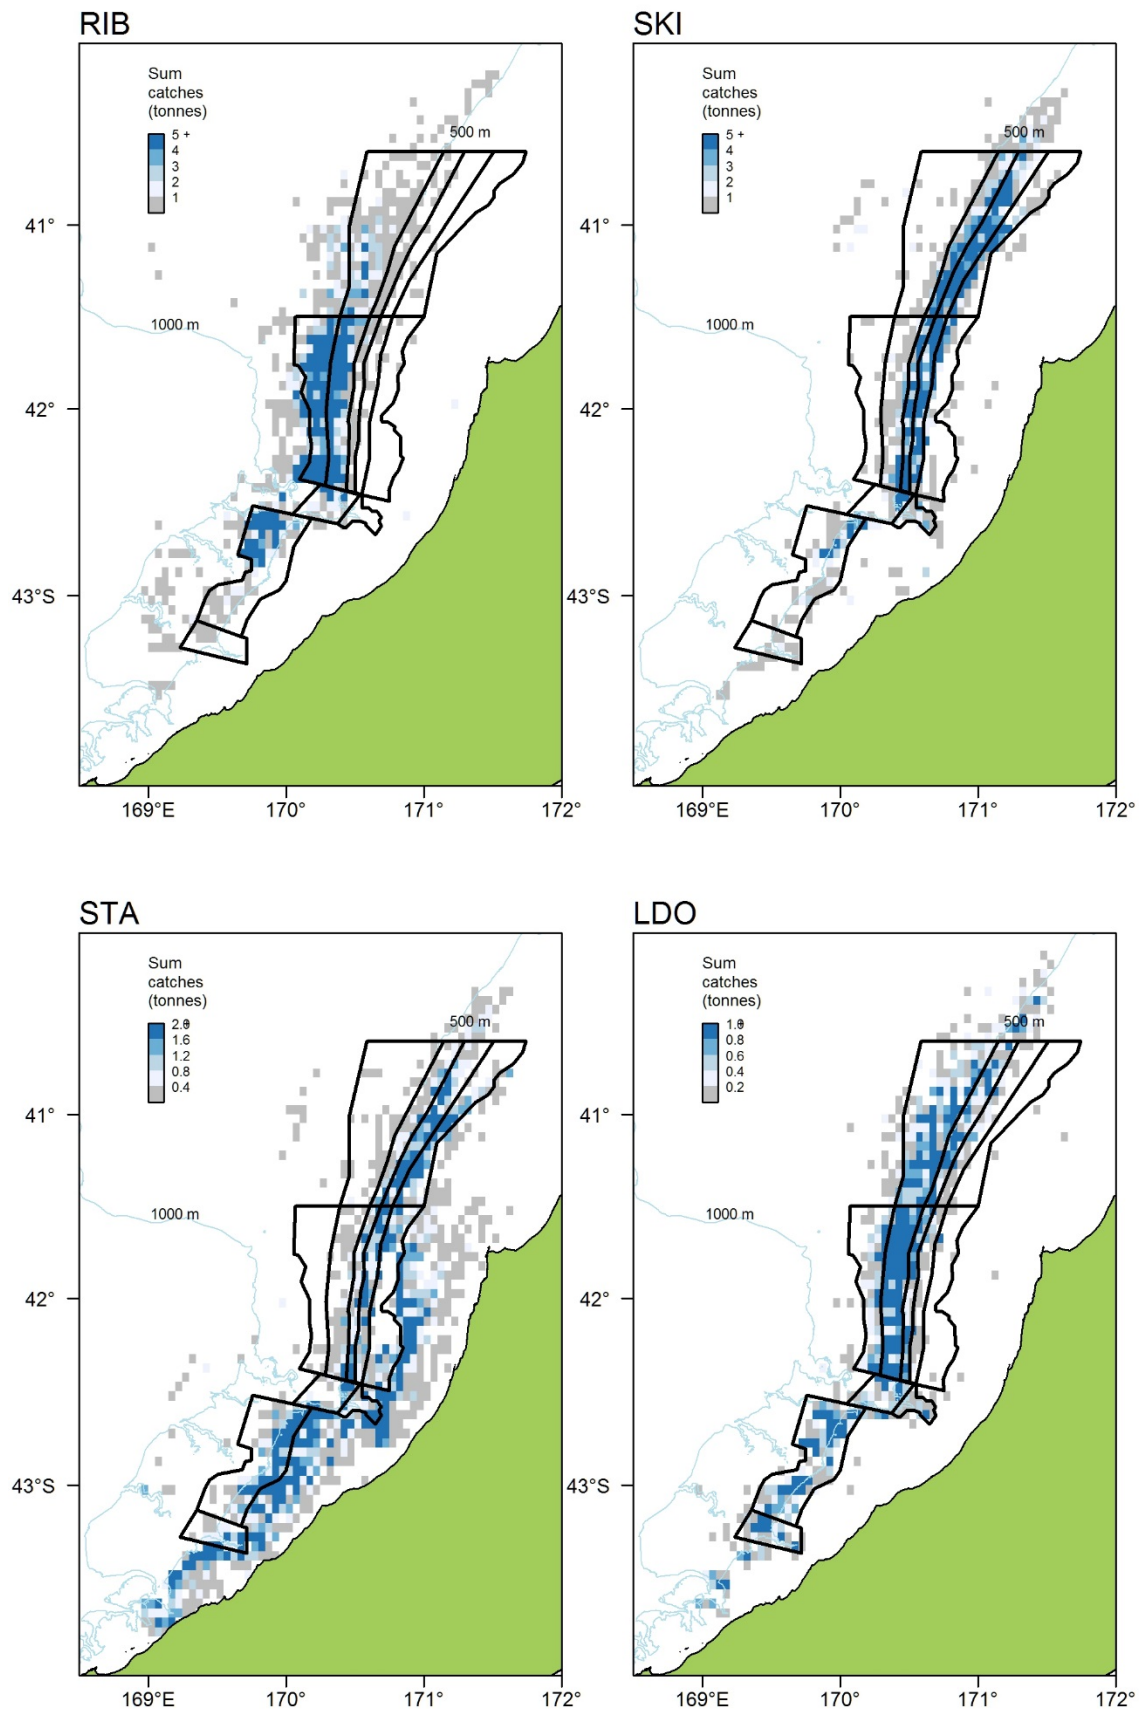 RIB
Sum
catches
(tonnes)
5 +
4
3
2
1
500 m
1000 m
41°
42°
43°S
169°E
170°
171°
172°
SKI
Sum
catches
(tonnes)
5 +
4
3
2
1
500 m
1000 m
41°
42°
43°S
169°E
170°
171°
172°
STA
Sum
catches
(tonnes)
1.6
1.2
0.8
0.4
500 m
1000 m
41°
42°
43°S
169°E
170°
171°
172°
LDO
Sum
catches
(tonnes)
0.8
0.6
0.4
0.2
500 m
1000 m
41°
42°
43°S
169°E
170°
171°
172°